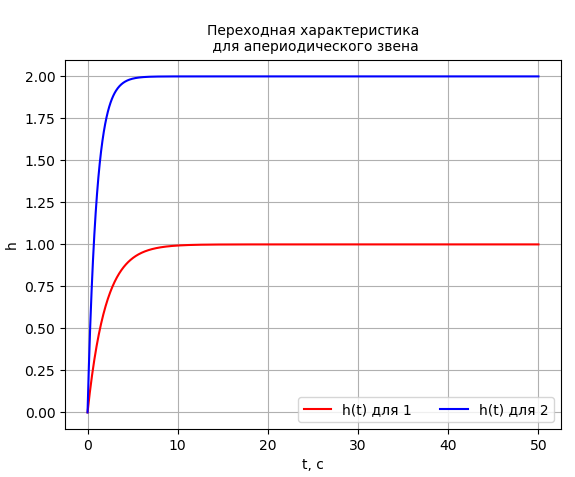 Переходная характеристика
для апериодического звена
h
2.00
1.75
1.50
1.25
1.00
0.75
0.50
0.25
0.00
h(t) для 1
h(t) для 2
0 10 20 30 40 50
t, c